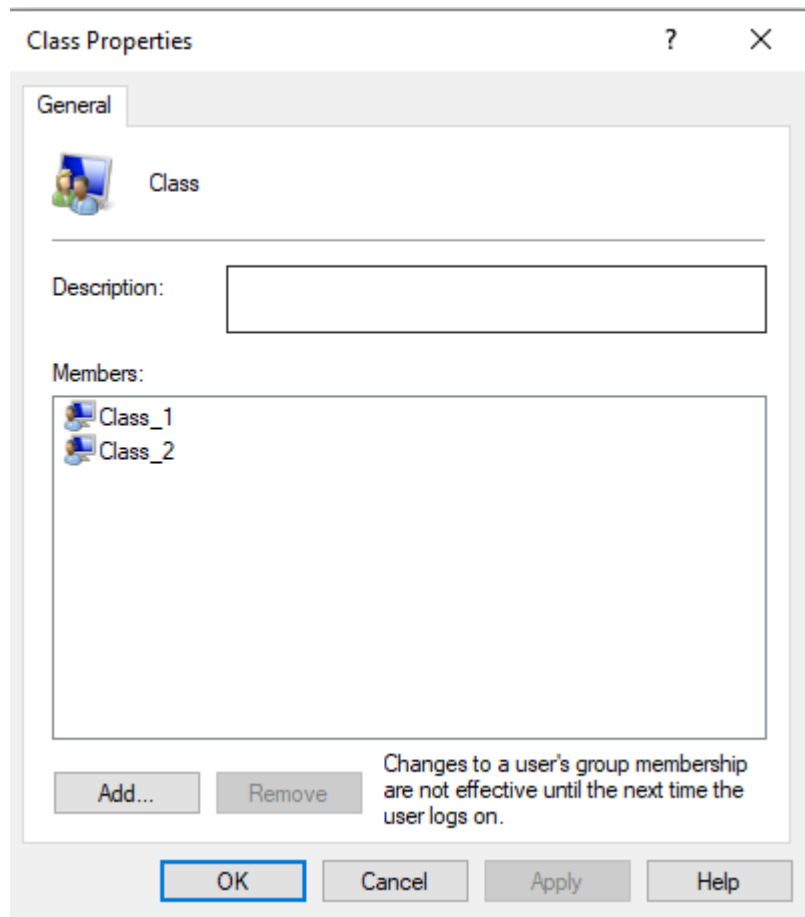 Class Properties
?
General
Class
Description:
Members:
Class_1
Class_2
Add...
Remove
Changes to a user's group membership
are not effective until the next time the
user logs on.
OK
Cancel
Apply
Help